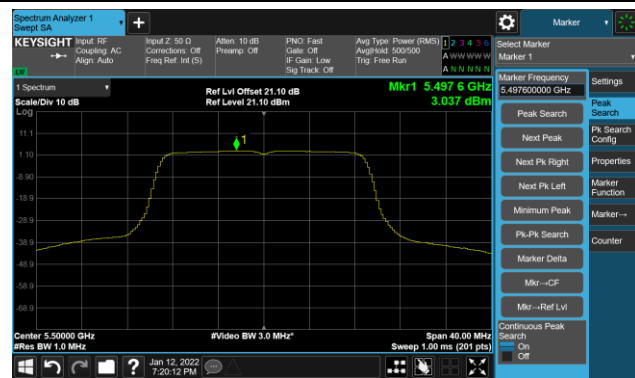 Spectrum Analyzer 1
Swept SA
Marker
KEYSIGHT
Input: RF
Coupling: AC
Align: Auto
Input Z: 50 Ω
Corrections: Off
Freq Ref: Int (S)
Atten: 10 dB
Preamp: Off
PNO: Fast
Gate: Off
IF Gain: Low
Sig Track: Off
Avg Type: Power (RMS)
Avg|Hold: 500/500
Trig: Free Run
1 2 3 4 5 6
A W W W W W
A N N N N N
Select Marker
Marker 1
LXI
1 Spectrum
Scale/Div 10 dB
Log
Ref Lvl Offset 21.10 dB
Ref Level 21.10 dBm
Mkr1 5.497 6 GHz
3.037 dBm
1
11.1
1.10
-8.90
-18.9
-28.9
-38.9
-48.9
-58.9
-68.9
Center 5.50000 GHz
#Res BW 1.0 MHz
#Video BW 3.0 MHz*
Span 40.00 MHz
Sweep 1.00 ms (201 pts)
Marker Frequency
5.497600000 GHz
Peak Search
Next Peak
Next Pk Right
Next Pk Left
Minimum Peak
Pk-Pk Search
Marker Delta
Mkr→CF
Mkr→Ref Lvl
Continuous Peak
Search
On
Off
Settings
Peak
Search
Pk Search
Config
Properties
Marker
Function
Marker→
Counter
?
Jan 12, 2022
7:20:12 PM